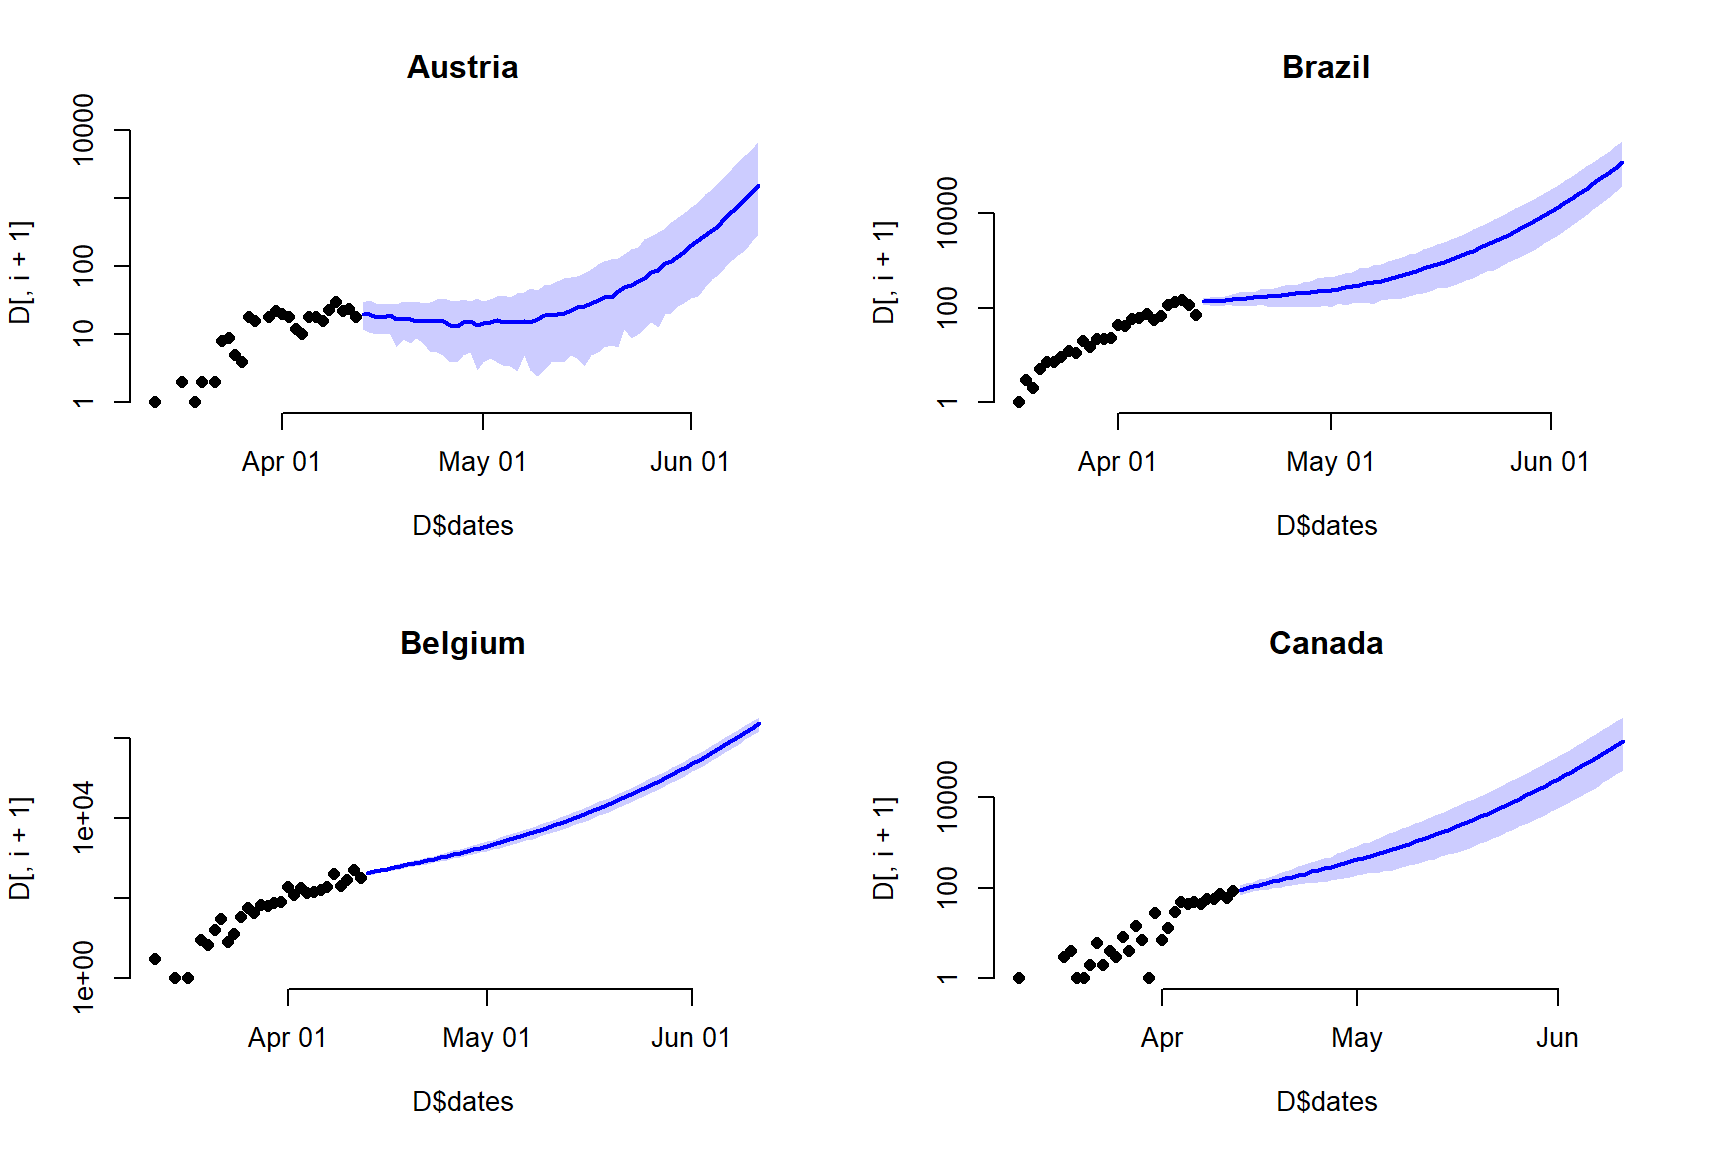 Austria
D[, i + 1]
10000
100
10
1
Apr 01 May 01 Jun 01
D$dates
Brazil
D[, i + 1]
10000
100
1
Apr 01 May 01 Jun 01
D$dates
Belgium
D[, i + 1]
1e+04
1e+00
Apr 01 May 01 Jun 01
D$dates
Canada
D[, i + 1]
10000
100
1
Apr May Jun
D$dates